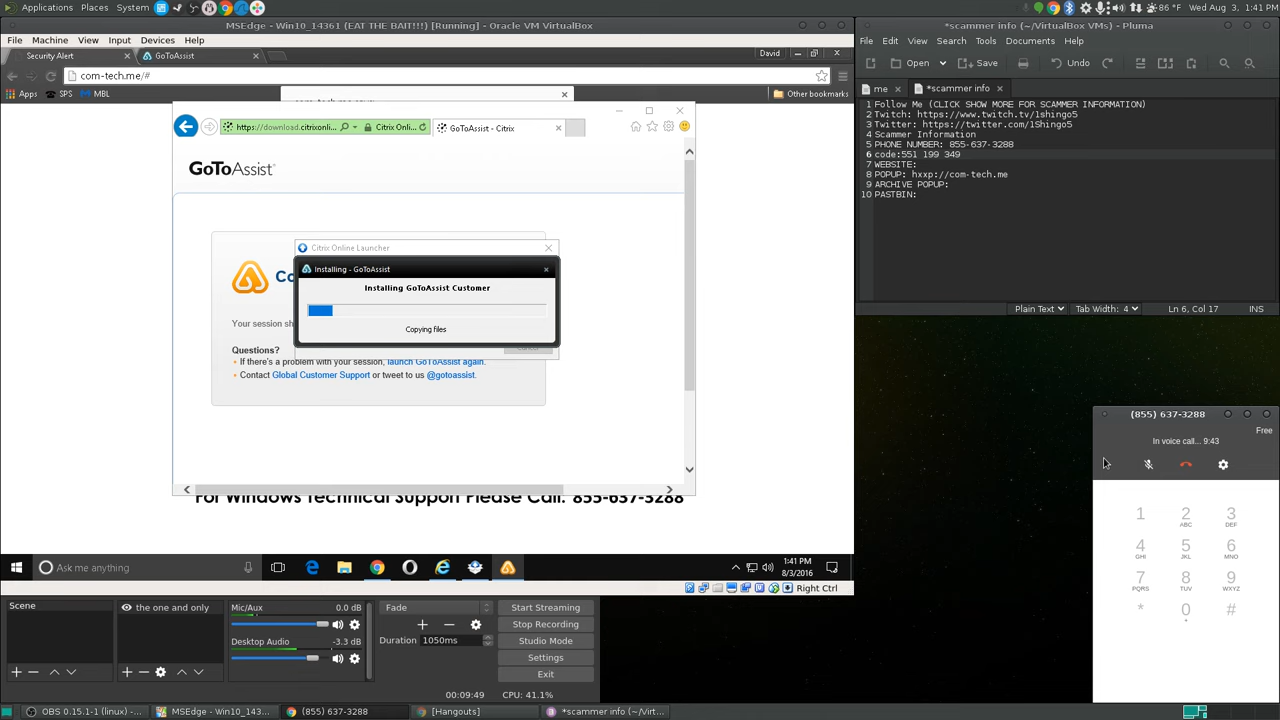 Applications Places System
86 °F Wed Aug 3, 1:41 PM
MSEdge - Win10_14361 (EAT THE BAIT!!!) [Running] - Oracle VM VirtualBox
File Machine View Input Devices Help
Security Alert
GoToAssist
David
com-tech.me/#
Apps SPS MBL
Other bookmarks
https://download.citrixonli...
Citrix Onli...
GoToAssist - Citrix
GoToAssist
Co
Citrix Online Launcher
Installing - GoToAssist
Installing GoToAssist Customer
Copying files
Your session sh
Questions?
If there's a problem with your session, launch GoToAssist again.
Contact Global Customer Support or tweet to us @gotoassist.
For Windows Technical Support Please Call: 855-637-3288
Ask me anything
1:41 PM
8/3/2016
Right Ctrl
*scammer info (~/VirtualBox VMs) - Pluma
File Edit View Search Tools Documents Help
Open Save Undo
me
*scammer info
1 Follow Me (CLICK SHOW MORE FOR SCAMMER INFORMATION)
2 Twitch: https://www.twitch.tv/1shingo5
3 Twitter: https://twitter.com/1Shingo5
4 Scammer Information
5 PHONE NUMBER: 855-637-3288
6 code:551 199 349
7 WEBSITE:
8 POPUP: hxxp://com-tech.me
9 ARCHIVE POPUP:
10 PASTBIN:
Plain Text Tab Width: 4 Ln 6, Col 17 INS
(855) 637-3288
Free
In voice call... 9:43
1 2 3
ABC DEF
4 5 6
GHI JKL MNO
7 8 9
PQRS TUV WXYZ
* 0 #
Scene
the one and only
Mic/Aux 0.0 dB
Desktop Audio -3.3 dB
Fade
Duration 1050ms
Start Streaming
Stop Recording
Studio Mode
Settings
Exit
00:09:49 CPU: 41.1%
OBS 0.15.1-1 (linux) -...
MSEdge - Win10_143...
(855) 637-3288
[Hangouts]
*scammer info (~/Virt...